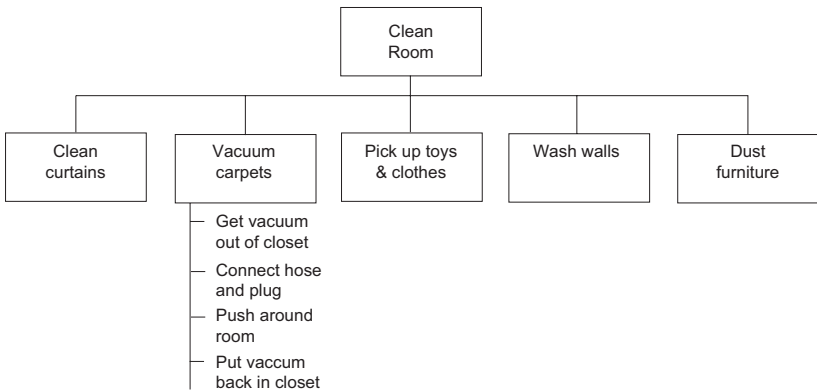 Clean
Room
Clean
curtains
Vacuum
carpets
Pick up toys
& clothes
Wash walls
Dust
furniture
Get vacuum
out of closet
Connect hose
and plug
Push around
room
Put vaccum
back in closet